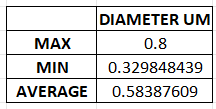 DIAMETER UM
MAX 0.8
MIN 0.329848439
AVERAGE 0.58387609